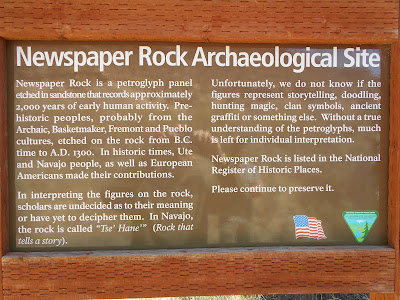 Newspaper Rock Archaeological Site
Newspaper Rock is a petroglyph panel
etched in sandstone that records approximately
2,000 years of early human activity. Pre-
historic peoples, probably from the
Archaic, Basketmaker, Fremont and Pueblo
cultures, etched on the rock from B.C.
time to A.D. 1300. In historic times, Ute
and Navajo people, as well as European
Americans made their contributions.
In interpreting the figures on the rock,
scholars are undecided as to their meaning
or have yet to decipher them. In Navajo,
the rock is called "Tse' Hane'" (Rock that
tells a story).
Unfortunately, we do not know if the
figures represent storytelling, doodling,
hunting magic, clan symbols, ancient
graffiti or something else. Without a true
understanding of the petroglyphs, much
is left for individual interpretation.
Newspaper Rock is listed in the National
Register of Historic Places.
Please continue to preserve it.